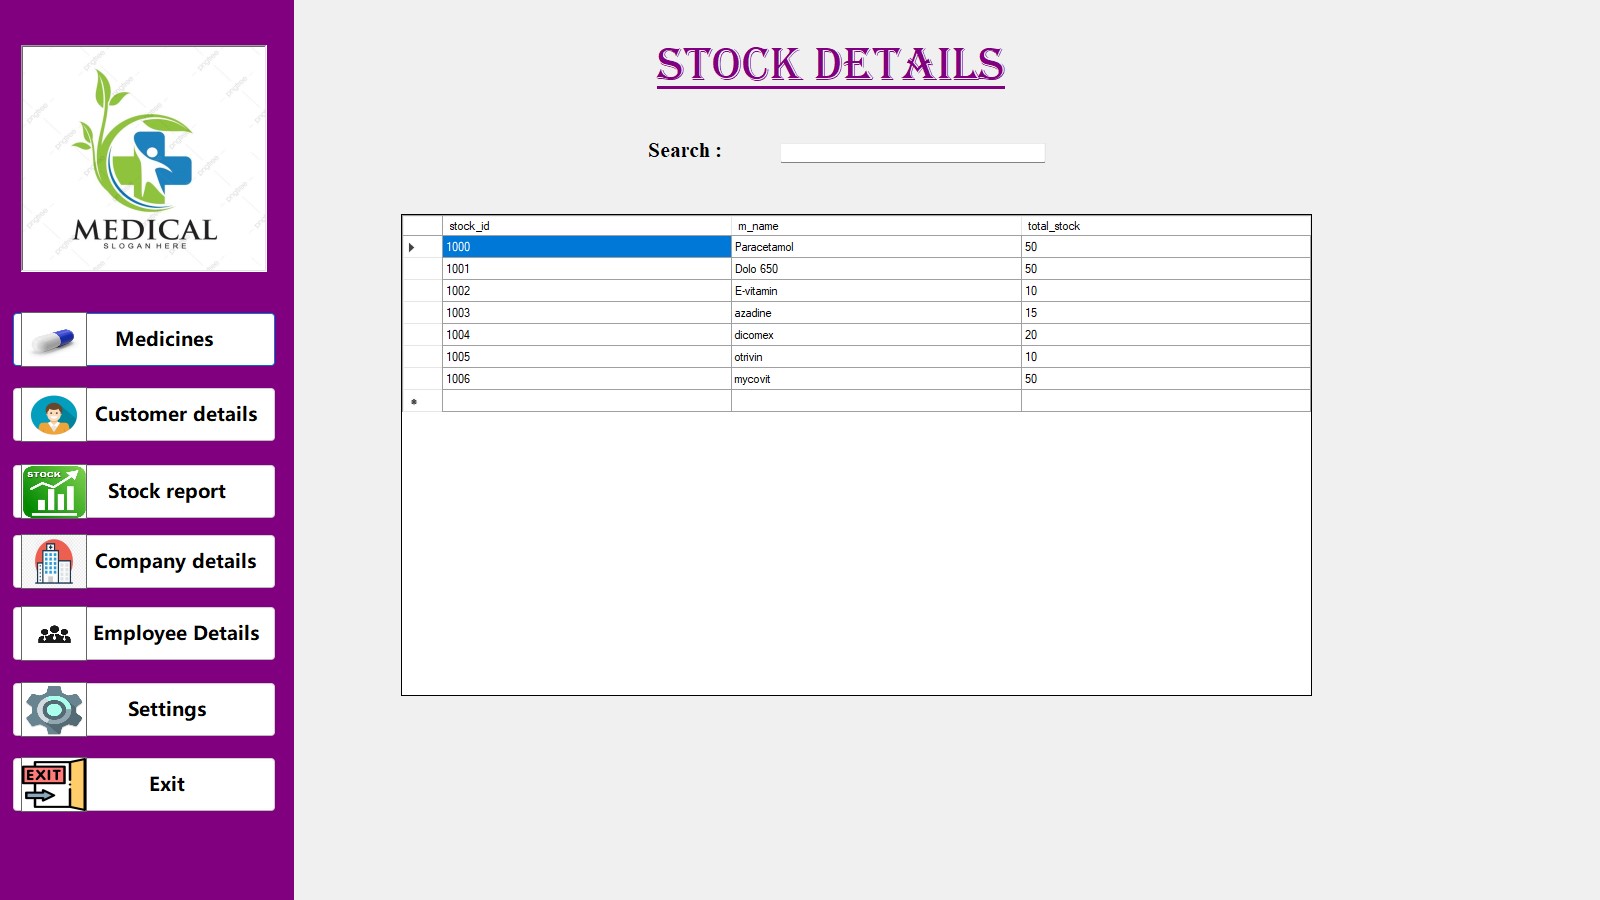 pngtree
MEDICAL
SLOGAN HERE
Medicines
Customer details
STOCK
Stock report
Company details
Employee Details
Settings
EXIT
Exit
STOCK DETAILS
Search :
stock_id m_name total_stock
1000 Paracetamol 50
1001 Dolo 650 50
1002 E-vitamin 10
1003 azadine 15
1004 dicomex 20
1005 otrivin 10
1006 mycovit 50